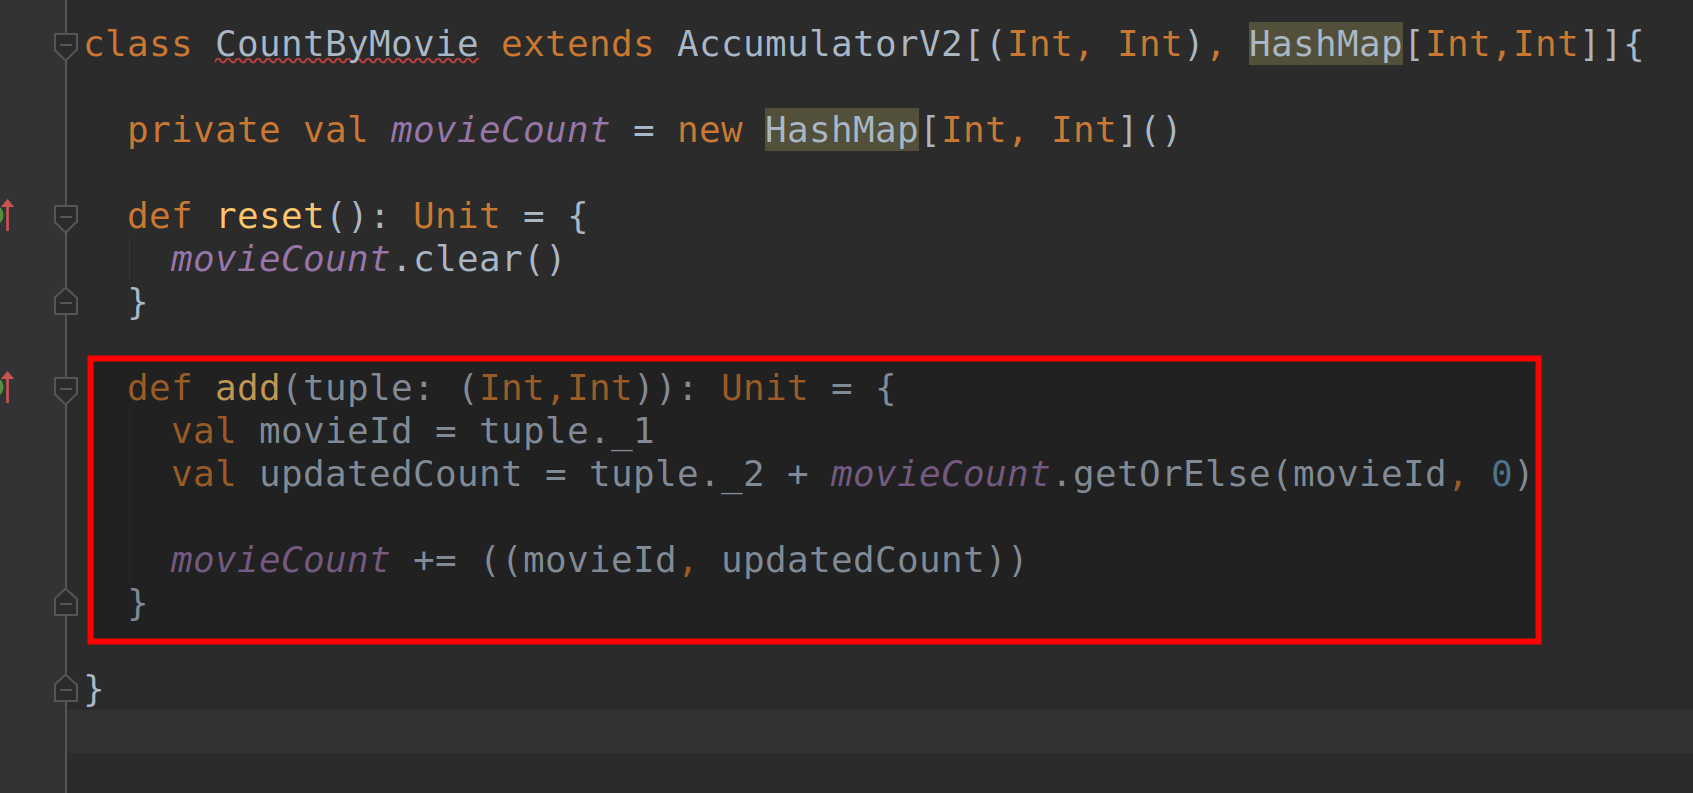 class CountByMovie extends AccumulatorV2[(Int, Int), HashMap[Int,Int]]{
private val movieCount = new HashMap[Int, Int]()
def reset(): Unit = {
movieCount.clear()
}
def add(tuple: (Int,Int)): Unit = {
val movieId = tuple._1
val updatedCount = tuple._2 + movieCount.getOrElse(movieId, 0)
movieCount += ((movieId, updatedCount))
}
}